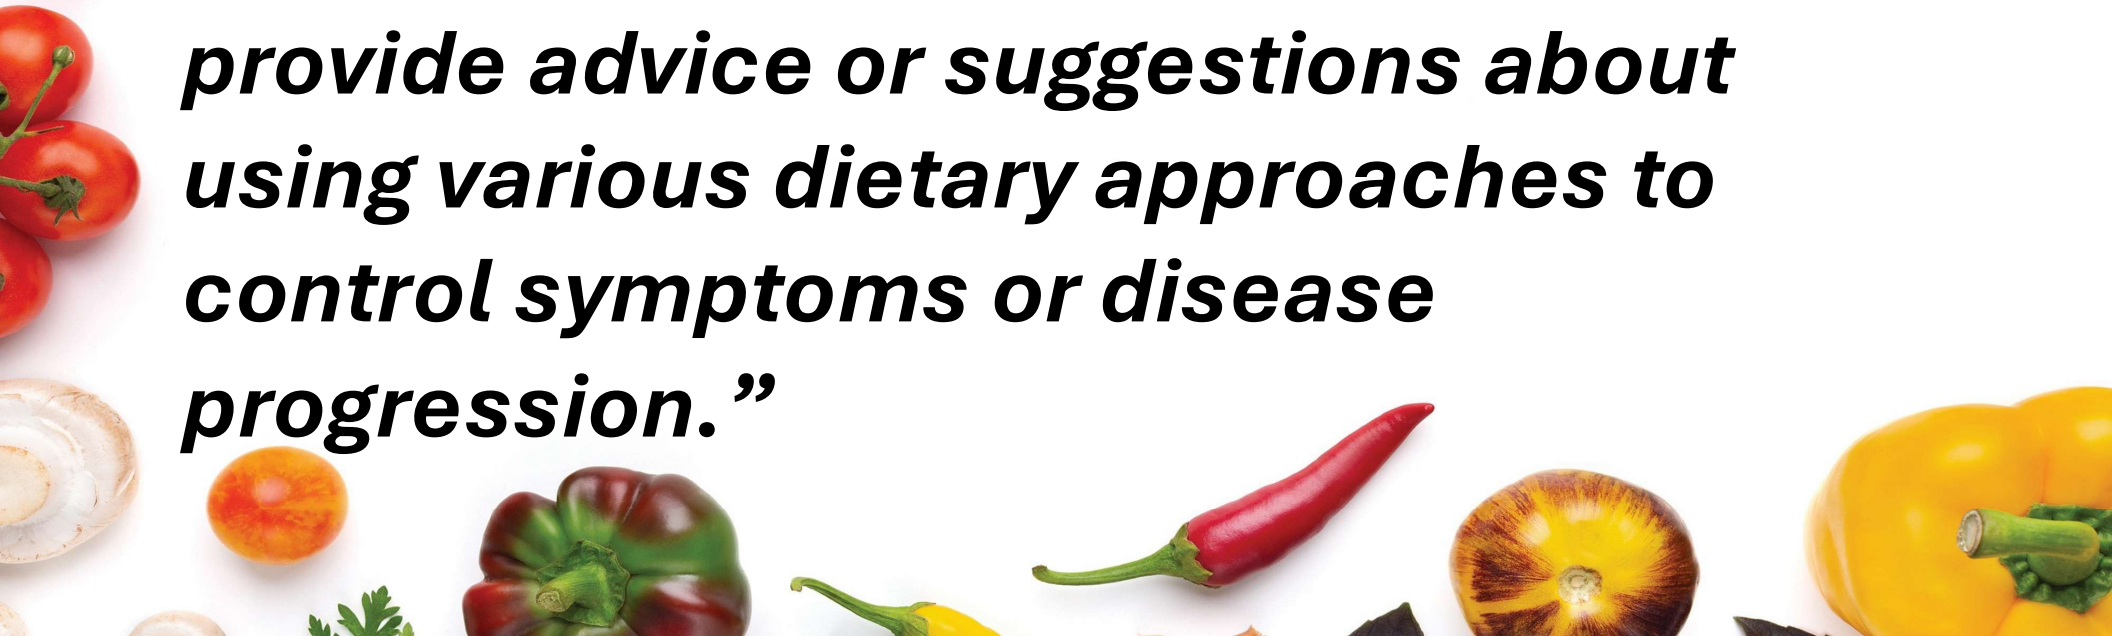 provide advice or suggestions about
using various dietary approaches to
control symptoms or disease
progression.”